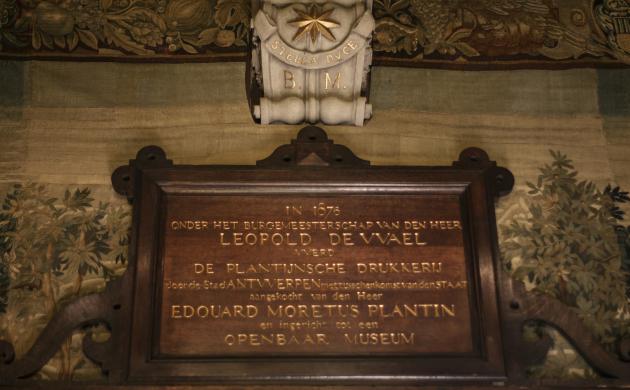 STELLA DUCE
B. M.
IN 1876
ONDER HET BURGEMEESTERSCHAP VAN DEN HEER
LEOPOLD DE WAEL
WERD
DE PLANTIJNSCHE DRUKKERIJ
door de Stad ANTWERPEN met tusschenkomst van den STAAT
aangekocht van den Heer
EDOUARD MORETUS PLANTIN
en ingericht tot een
OPENBAAR MUSEUM